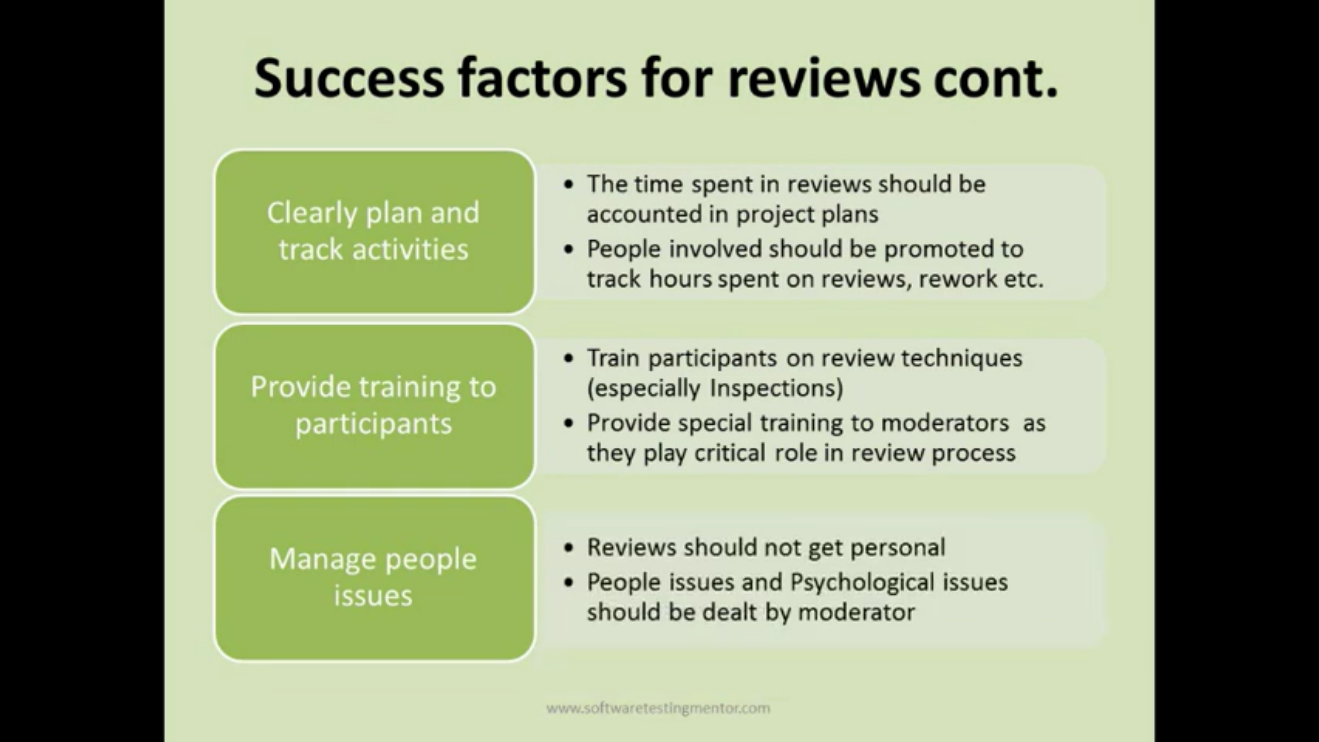 Success factors for reviews cont.
Clearly plan and
track activities
• The time spent in reviews should be
accounted in project plans
• People involved should be promoted to
track hours spent on reviews, rework etc.
Provide training to
participants
• Train participants on review techniques
(especially Inspections)
• Provide special training to moderators as
they play critical role in review process
Manage people
issues
• Reviews should not get personal
• People issues and Psychological issues
should be dealt by moderator
www.softwaretestingmentor.com